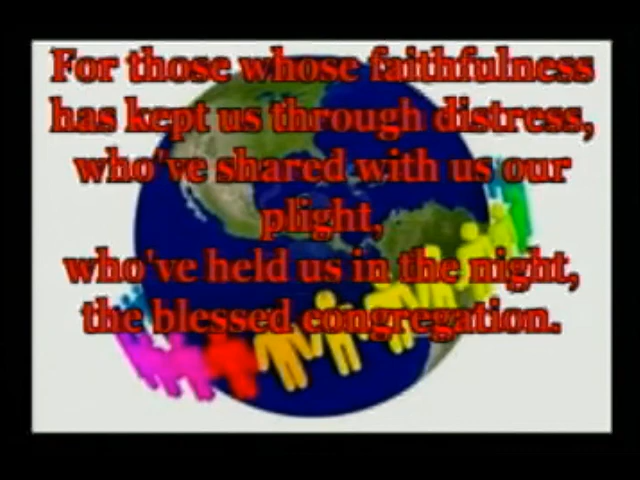 For those whose faithfulness
has kept us through distress,
who've shared with us our
plight,
who've held us in the night,
the blessed congregation.